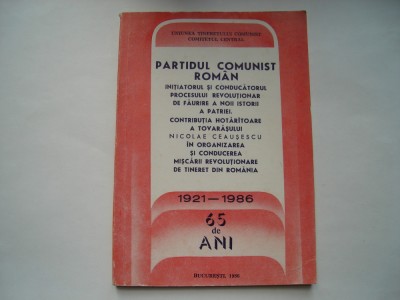 UNIUNEA TINERETULUI COMUNIST
COMITETUL CENTRAL
PARTIDUL COMUNIST
ROMÂN
INIȚIATORUL ȘI CONDUCĂTORUL
PROCESULUI REVOLUȚIONAR
DE FĂURIRE A NOII ISTORII
A PATRIEI.
CONTRIBUȚIA HOTĂRÎTOARE
A TOVARĂȘULUI
NICOLAE CEAUȘESCU
ÎN ORGANIZAREA
ȘI CONDUCEREA
MIȘCĂRII REVOLUȚIONARE
DE TINERET DIN ROMÂNIA
1921—1986
65
de
ANI
BUCUREȘTI, 1986